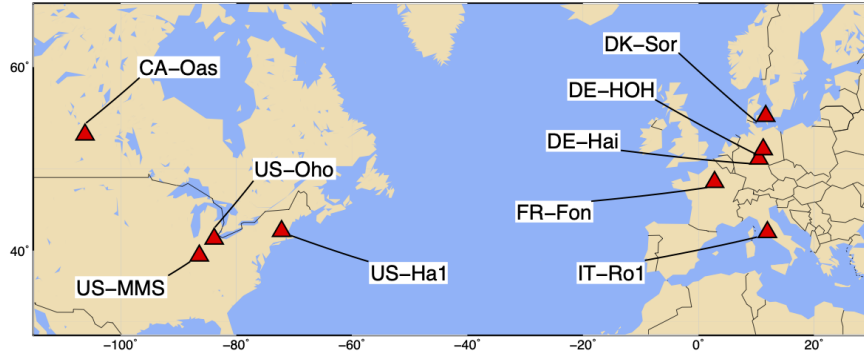 DK−Sor
60°
CA−Oas
DE−HOH
DE−Hai
US−Oho
FR−Fon
40°
US−Ha1
IT−Ro1
US−MMS
−100° −80° −60° −40° −20° 0° 20°